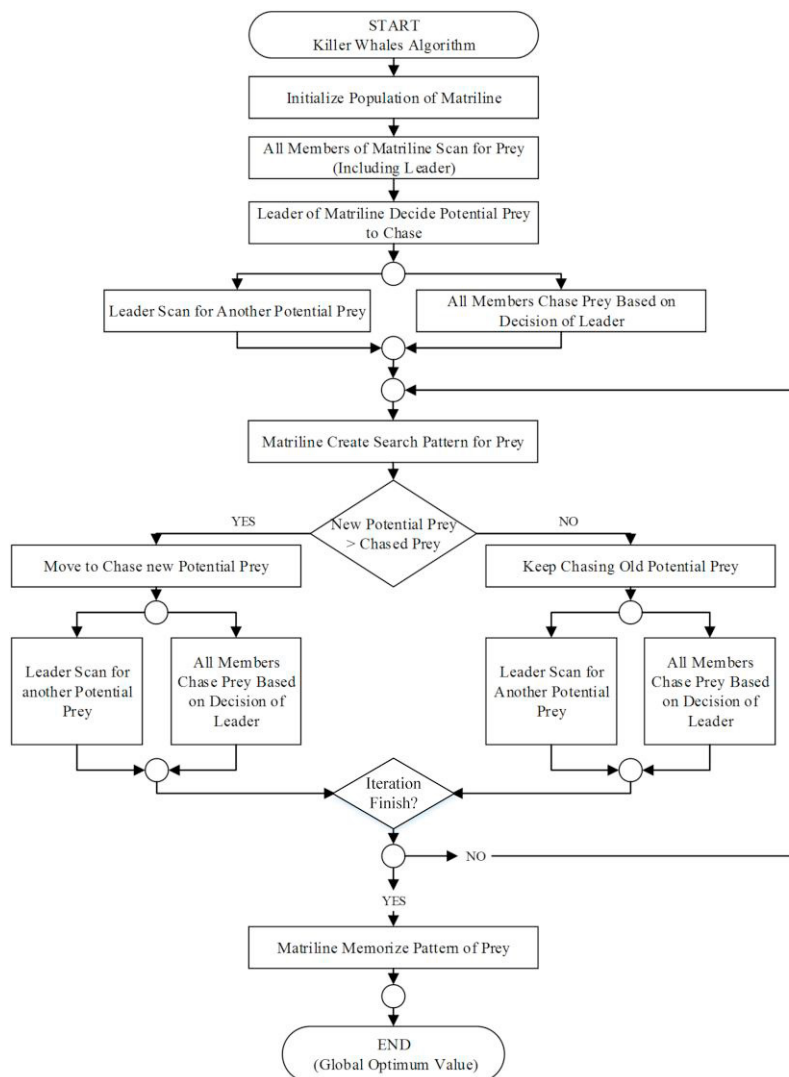 START
Killer Whales Algorithm
Initialize Population of Matriline
All Members of Matriline Scan for Prey
(Including Leader)
Leader of Matriline Decide Potential Prey
to Chase
Leader Scan for Another Potential Prey
All Members Chase Prey Based on
Decision of Leader
Matriline Create Search Pattern for Prey
New Potential Prey
> Chased Prey
YES
NO
Move to Chase new Potential Prey
Keep Chasing Old Potential Prey
Leader Scan for
another Potential
Prey
All Members
Chase Prey Based
on Decision of
Leader
Leader Scan for
Another Potential
Prey
All Members
Chase Prey Based
on Decision of
Leader
Iteration
Finish?
NO
YES
Matriline Memorize Pattern of Prey
END
(Global Optimum Value)